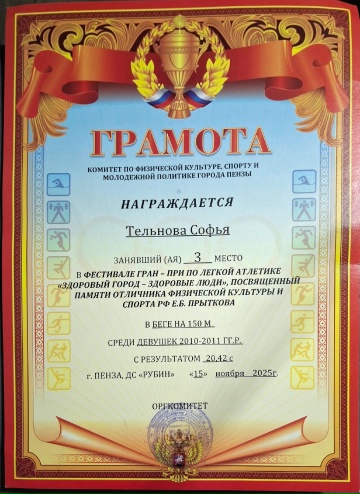 ГРАМОТА
КОМИТЕТ ПО ФИЗИЧЕСКОЙ КУЛЬТУРЕ, СПОРТУ И
МОЛОДЕЖНОЙ ПОЛИТИКЕ ГОРОДА ПЕНЗЫ
НАГРАЖДАЕТСЯ
Тельнова Софья
ЗАНЯВШИЙ (АЯ) 3 МЕСТО
В ФЕСТИВАЛЕ ГРАН – ПРИ ПО ЛЕГКОЙ АТЛЕТИКЕ
«ЗДОРОВЫЙ ГОРОД – ЗДОРОВЫЕ ЛЮДИ», ПОСВЯЩЕННЫЙ
ПАМЯТИ ОТЛИЧНИКА ФИЗИЧЕСКОЙ КУЛЬТУРЫ И
СПОРТА РФ Е.Б. ПРЫТКОВА
В БЕГЕ НА 150 М
СРЕДИ ДЕВУШЕК 2010-2011 ГГ.Р.
С РЕЗУЛЬТАТОМ 20,42 с
г. ПЕНЗА, ДС «РУБИН» «15» ноября 2025г.
ОРГКОМИТЕТ